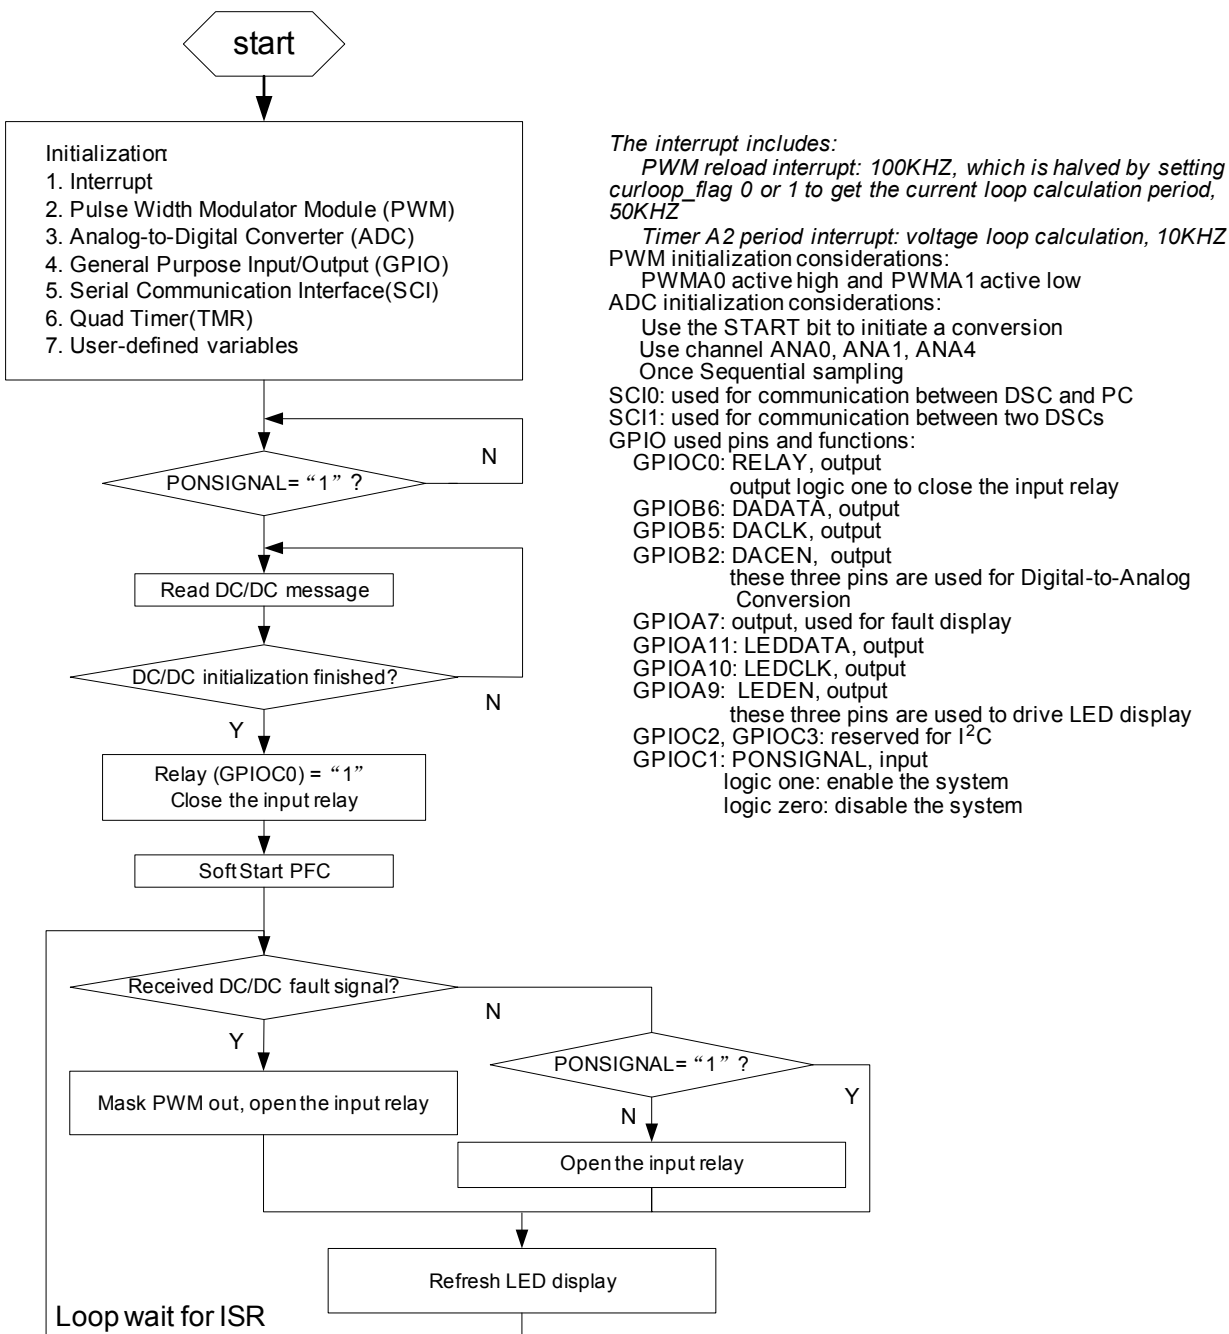 start
Initialization:
1. Interrupt
2. Pulse Width Modulator Module (PWM)
3. Analog-to-Digital Converter (ADC)
4. General Purpose Input/Output (GPIO)
5. Serial Communication Interface(SCI)
6. Quad Timer(TMR)
7. User-defined variables
N
PONSIGNAL= “1” ?
Read DC/DC message
DC/DC initialization finished?
N
Y
Relay (GPIOC0) = “1”
Close the input relay
Soft Start PFC
Received DC/DC fault signal?
N
Y
PONSIGNAL= “1” ?
Y
Mask PWM out, open the input relay
N
Open the input relay
Refresh LED display
Loop wait for ISR
The interrupt includes:
PWM reload interrupt: 100KHZ, which is halved by setting
curloop_flag 0 or 1 to get the current loop calculation period,
50KHZ
Timer A2 period interrupt: voltage loop calculation, 10KHZ
PWM initialization considerations:
PWMA0 active high and PWMA1 active low
ADC initialization considerations:
Use the START bit to initiate a conversion
Use channel ANA0, ANA1, ANA4
Once Sequential sampling
SCI0: used for communication between DSC and PC
SCI1: used for communication between two DSCs
GPIO used pins and functions:
GPIOC0: RELAY, output
output logic one to close the input relay
GPIOB6: DADATA, output
GPIOB5: DACLK, output
GPIOB2: DACEN, output
these three pins are used for Digital-to-Analog
Conversion
GPIOA7: output, used for fault display
GPIOA11: LEDDATA, output
GPIOA10: LEDCLK, output
GPIOA9: LEDEN, output
these three pins are used to drive LED display
GPIOC2, GPIOC3: reserved for I²C
GPIOC1: PONSIGNAL, input
logic one: enable the system
logic zero: disable the system